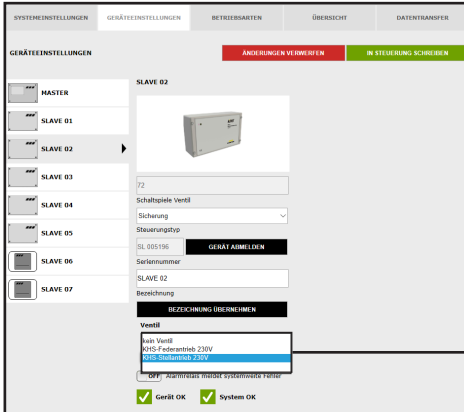 SYSTEMEINSTELLUNGEN GERÄTEEINSTELLUNGEN BETRIEBSARTEN ÜBERSICHT DATENTRANSFER
GERÄTEEINSTELLUNGEN ÄNDERUNGEN VERWERFEN IN STEUERUNG SCHREIBEN
MASTER
SLAVE 01
SLAVE 02
SLAVE 03
SLAVE 04
SLAVE 05
SLAVE 06
SLAVE 07
SLAVE 02
72
Schaltspiele Ventil
Sicherung
Steuerungstyp
SL 005196 GERÄT ABMELDEN
Seriennummer
SLAVE 02
Bezeichnung
BEZEICHNUNG ÜBERNEHMEN
Ventil
kein Ventil
KHS-Federantrieb 230V
KHS-Stellantrieb 230V
OFF Alarmrelais meldet systemweite Fehler
Gerät OK System OK